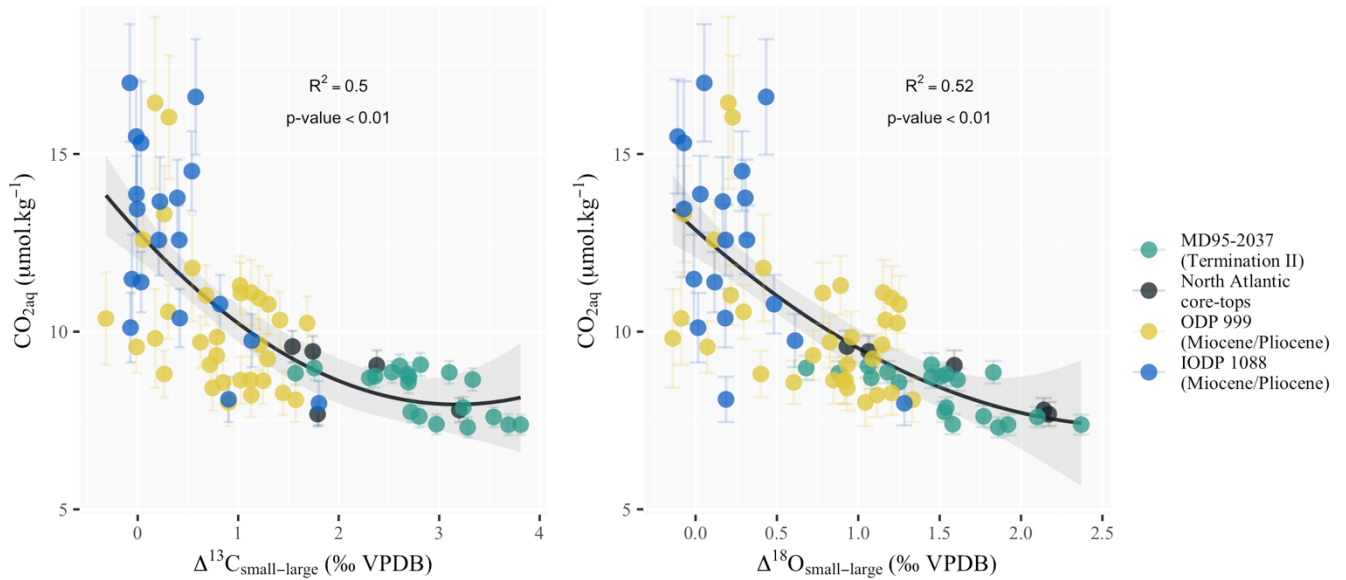 R² = 0.5
p-value < 0.01
15
10
5
CO₂aq (μmol.kg⁻¹)
0
1
2
3
4
Δ¹³Csmall−large (‰ VPDB)
R² = 0.52
p-value < 0.01
15
10
5
CO₂aq (μmol.kg⁻¹)
0.0
0.5
1.0
1.5
2.0
2.5
Δ¹⁸Osmall−large (‰ VPDB)
MD95-2037
(Termination II)
North Atlantic
core-tops
ODP 999
(Miocene/Pliocene)
IODP 1088
(Miocene/Pliocene)